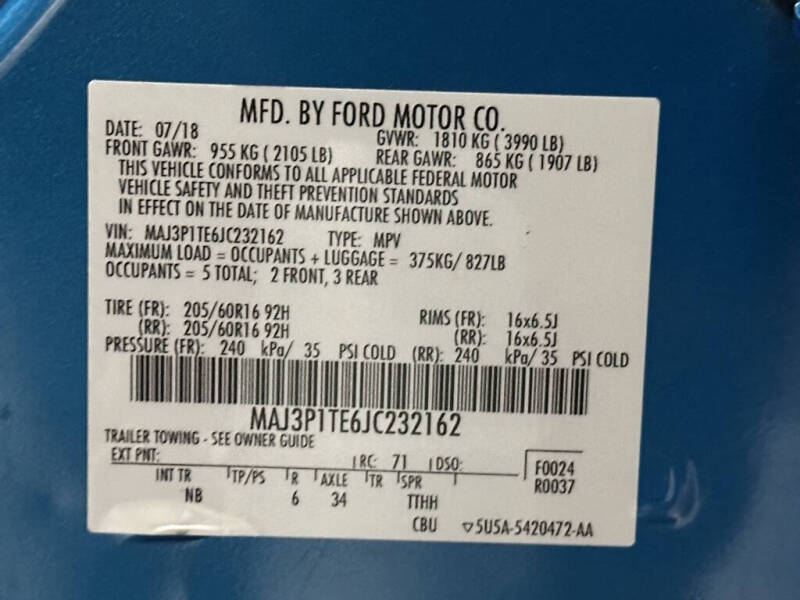 MFD. BY FORD MOTOR CO.
DATE: 07/18 GVWR: 1810 KG ( 3990 LB)
FRONT GAWR: 955 KG ( 2105 LB) REAR GAWR: 865 KG ( 1907 LB)
THIS VEHICLE CONFORMS TO ALL APPLICABLE FEDERAL MOTOR
VEHICLE SAFETY AND THEFT PREVENTION STANDARDS
IN EFFECT ON THE DATE OF MANUFACTURE SHOWN ABOVE.
VIN: MAJ3P1TE6JC232162 TYPE: MPV
MAXIMUM LOAD = OCCUPANTS + LUGGAGE = 375KG/ 827LB
OCCUPANTS = 5 TOTAL; 2 FRONT, 3 REAR
TIRE (FR): 205/60R16 92H RIMS (FR): 16x6.5J
(RR): 205/60R16 92H (RR): 16x6.5J
PRESSURE (FR): 240 kPa/ 35 PSI COLD (RR): 240 kPa/ 35 PSI COLD
MAJ3P1TE6JC232162
TRAILER TOWING - SEE OWNER GUIDE
EXT PNT: RC: 71 DSO: F0024
INT TR TP/PS R AXLE TR SPR R0037
NB 6 34 TTHH
CBU ▽5U5A-5420472-AA